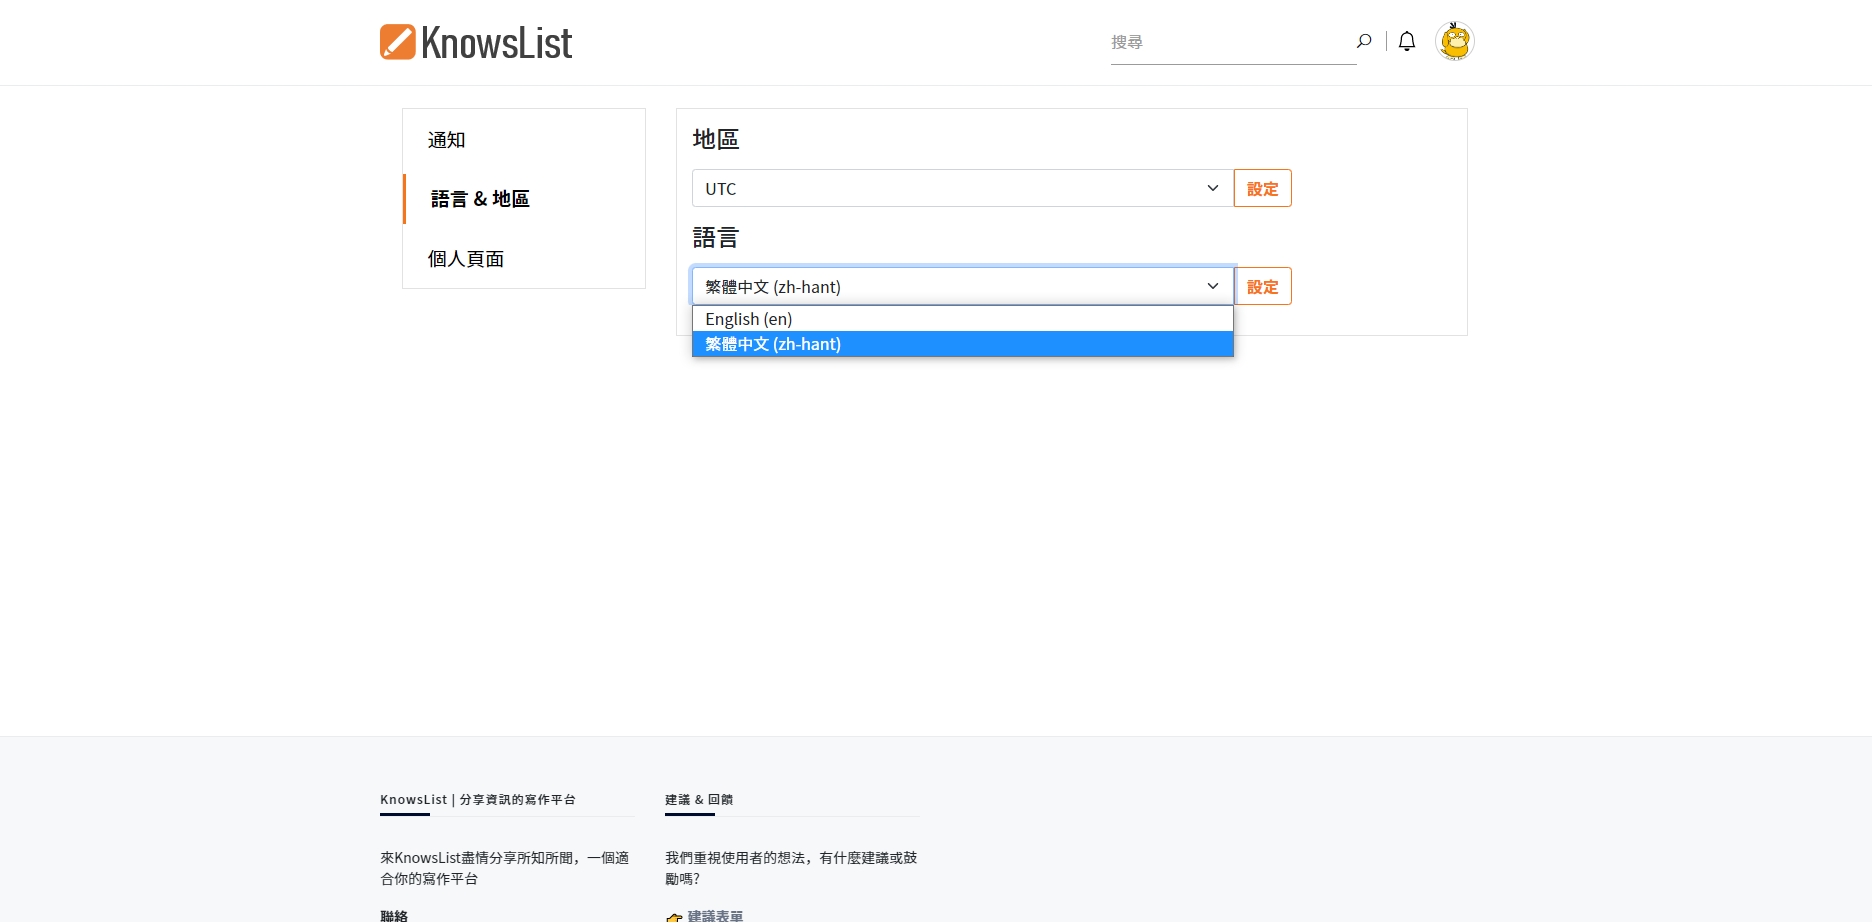 KnowsList
搜尋
通知
語言 & 地區
個人頁面
地區
UTC
設定
語言
繁體中文 (zh-hant)
設定
English (en)
繁體中文 (zh-hant)
KnowsList | 分享資訊的寫作平台
建議 & 回饋
來KnowsList盡情分享所知所聞，一個適
合你的寫作平台
我們重視使用者的想法，有什麼建議或鼓
勵嗎?
聯絡
建議表單